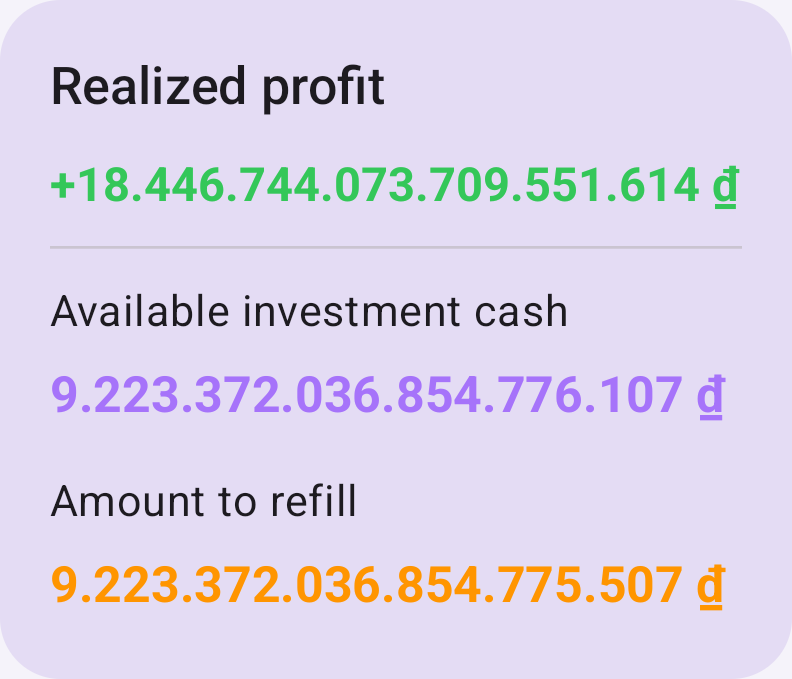 Realized profit
+18.446.744.073.709.551.614 ₫
Available investment cash
9.223.372.036.854.776.107 ₫
Amount to refill
9.223.372.036.854.775.507 ₫